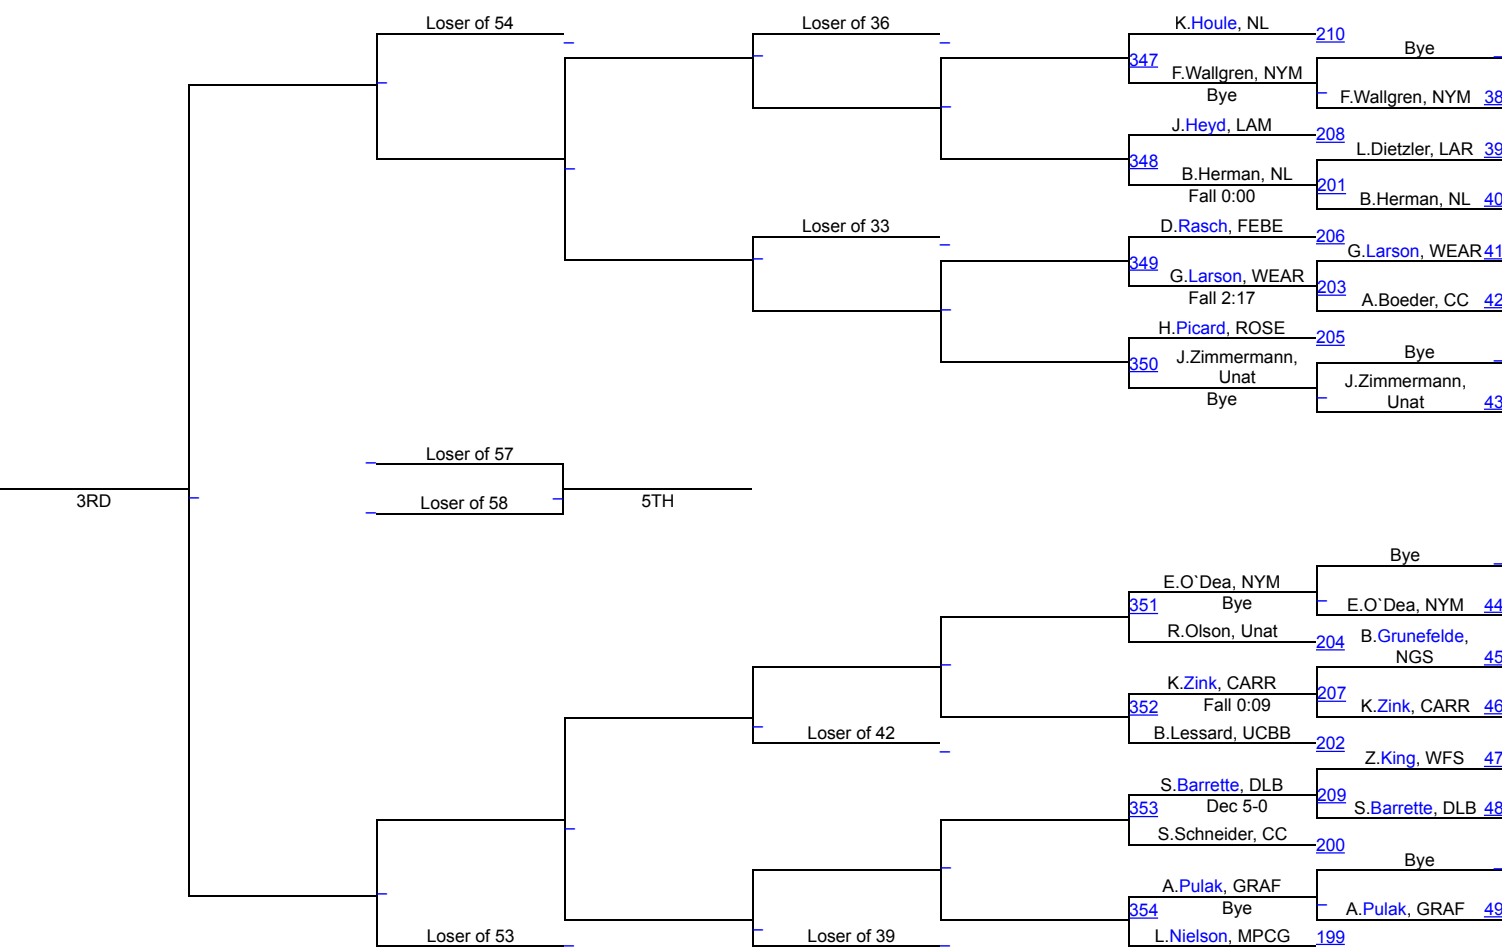 Loser of 54
Loser of 36
K.Houle, NL
210
Bye
347
F.Wallgren, NYM
Bye
F.Wallgren, NYM 38
J.Heyd, LAM
208
L.Dietzler, LAR 39
348
B.Herman, NL
Fall 0:00
201
B.Herman, NL 40
Loser of 33
D.Rasch, FEBE
206
G.Larson, WEAR 41
349
G.Larson, WEAR
Fall 2:17
203
A.Boeder, CC 42
H.Picard, ROSE
205
Bye
350
J.Zimmermann,
Unat
Bye
J.Zimmermann,
Unat 43
Loser of 57
3RD
Loser of 58
5TH
Bye
E.O`Dea, NYM
351
Bye
E.O`Dea, NYM 44
R.Olson, Unat
204
B.Grunefelde,
NGS 45
K.Zink, CARR
207
352
Fall 0:09
K.Zink, CARR 46
Loser of 42
B.Lessard, UCBB
202
Z.King, WFS 47
S.Barrette, DLB
209
353
Dec 5-0
S.Barrette, DLB 48
S.Schneider, CC
200
Bye
A.Pulak, GRAF
354
Bye
A.Pulak, GRAF 49
Loser of 53
Loser of 39
L.Nielson, MPCG
199